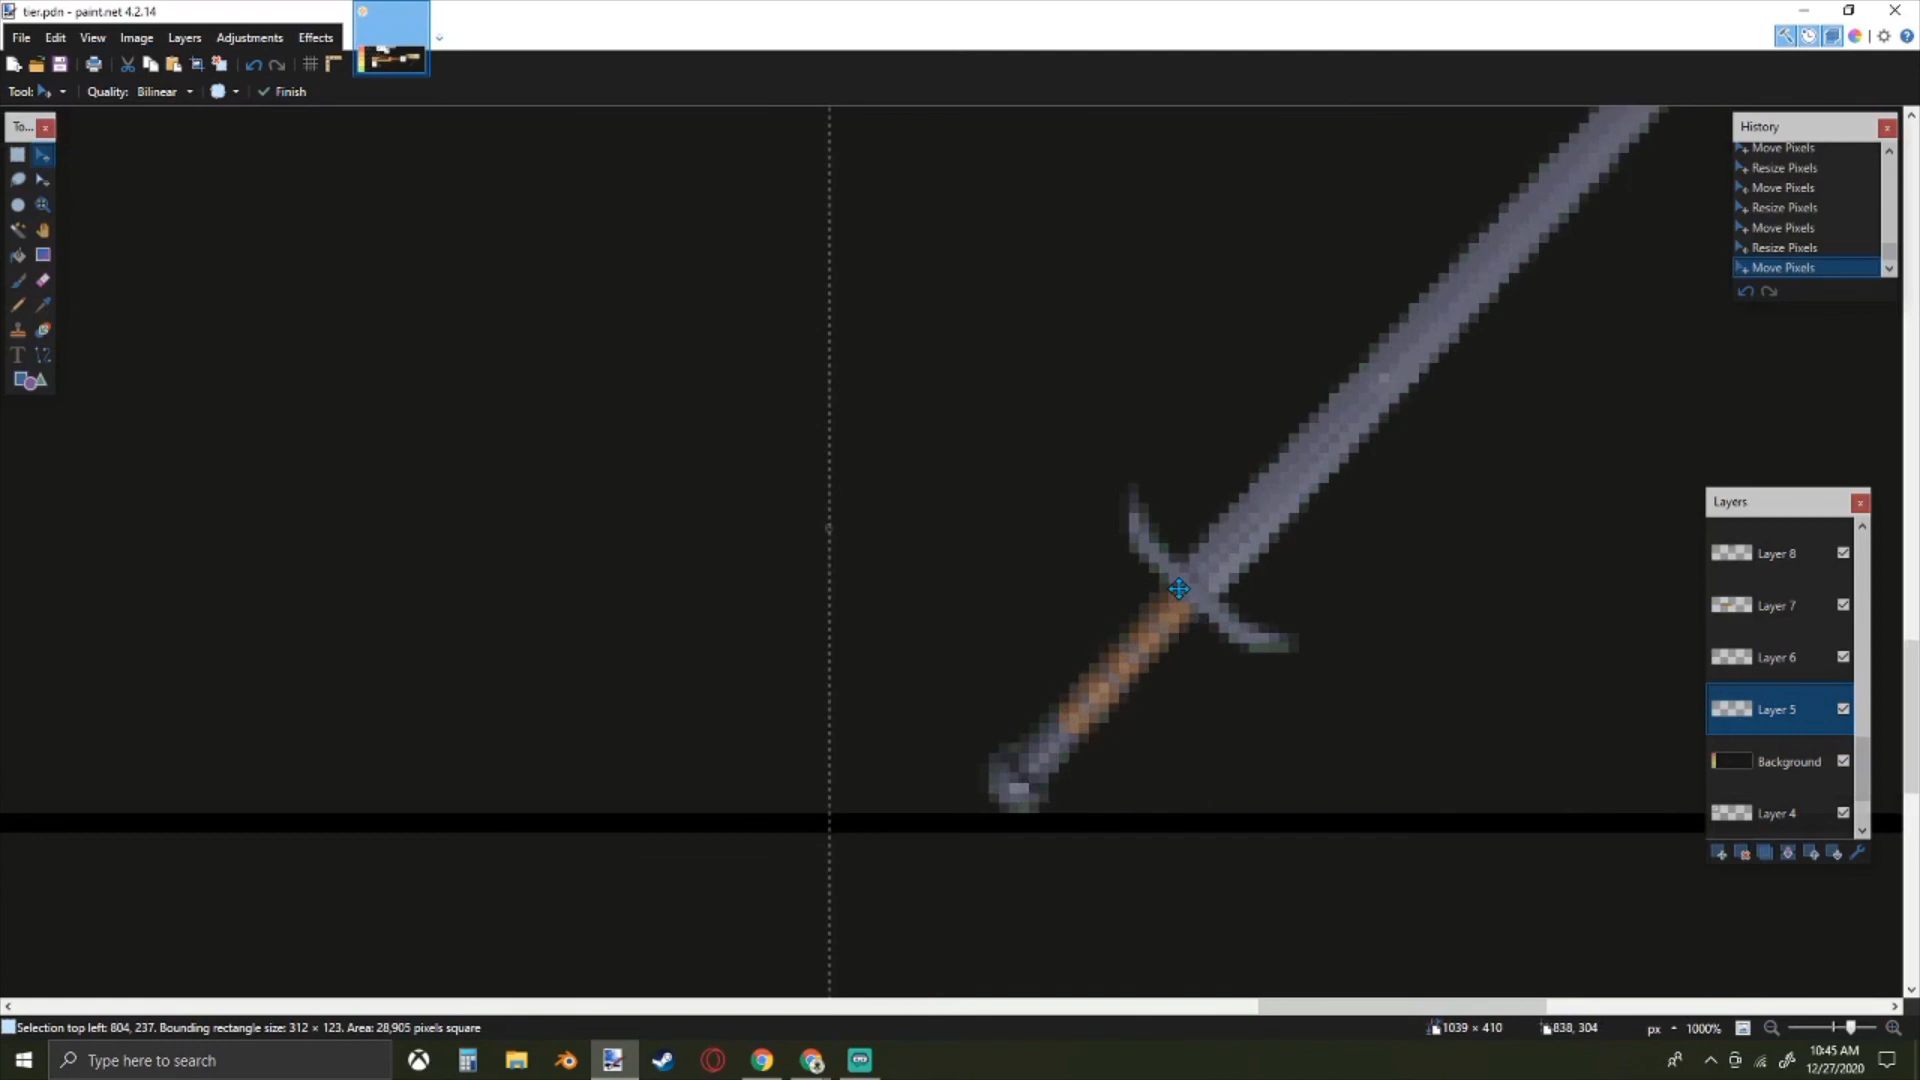 tier.pdn - paint.net 4.2.14
File Edit View Image Layers Adjustments Effects
Tool: Quality: Bilinear Finish
To...
History
Move Pixels
Resize Pixels
Move Pixels
Resize Pixels
Move Pixels
Resize Pixels
Move Pixels
Layers
Layer 8
Layer 7
Layer 6
Layer 5
Background
Layer 4
Selection top left: 804, 237. Bounding rectangle size: 312 × 123. Area: 28,905 pixels square
1039 × 410
838, 304
px
1000%
Type here to search
10:45 AM
12/27/2020